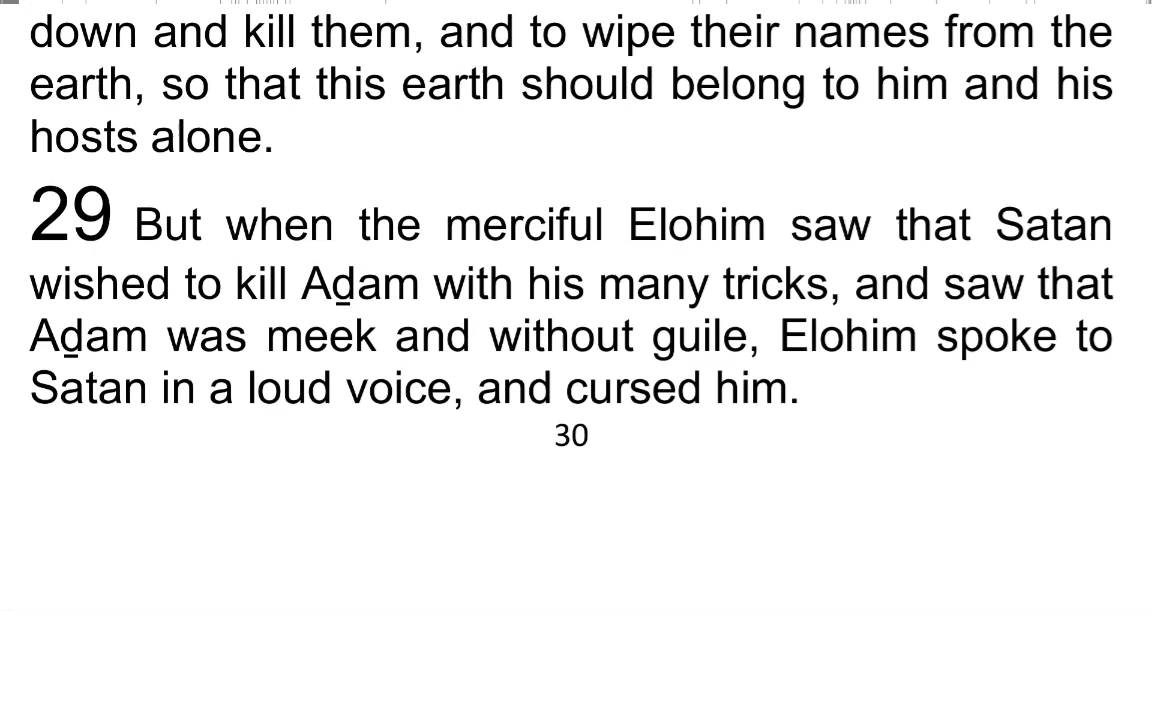 down and kill them, and to wipe their names from the
earth, so that this earth should belong to him and his
hosts alone.
29 But when the merciful Elohim saw that Satan
wished to kill Aḏam with his many tricks, and saw that
Aḏam was meek and without guile, Elohim spoke to
Satan in a loud voice, and cursed him.
30